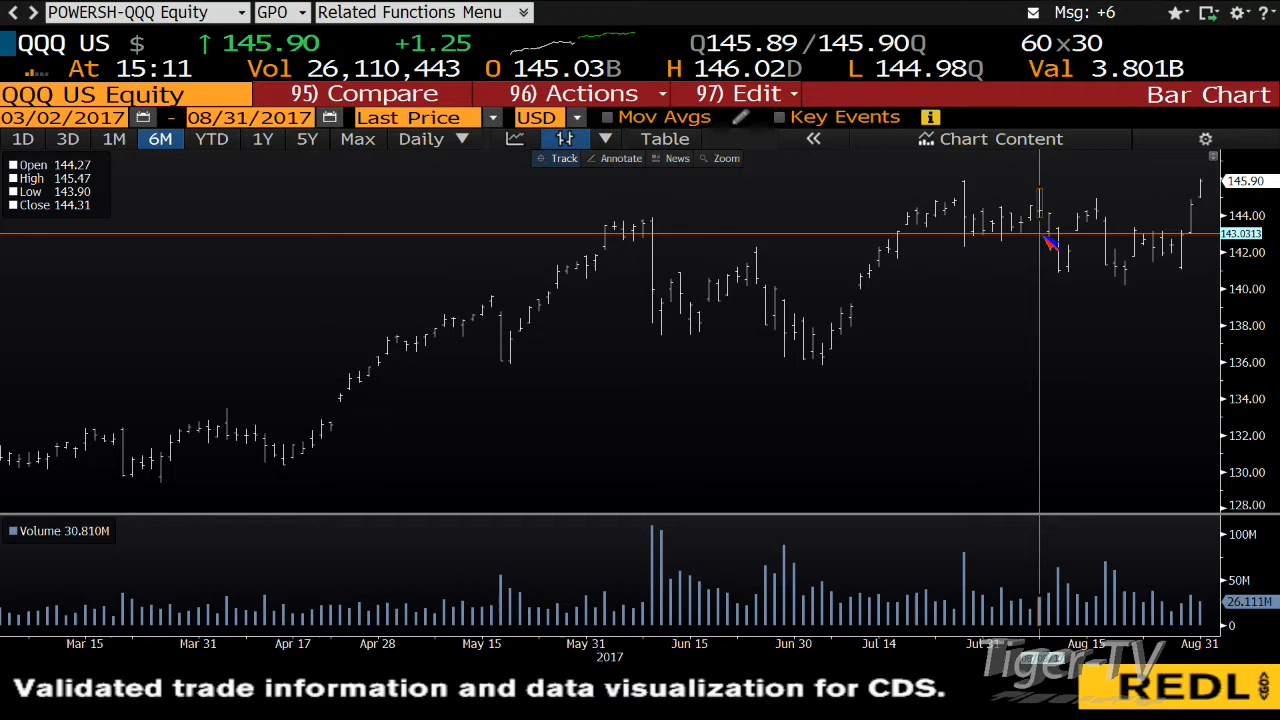 POWERSH-QQQ Equity GPO Related Functions Menu Msg: +6
QQQ US $ ↑ 145.90 +1.25 Q145.89/145.90Q 60x30
At 15:11 Vol 26,110,443 O 145.03B H 146.02D L 144.98Q Val 3.801B
QQQ US Equity 95) Compare 96) Actions 97) Edit Bar Chart
03/02/2017 - 08/31/2017 Last Price USD Mov Avgs Key Events
1D 3D 1M 6M YTD 1Y 5Y Max Daily ▼ Table « Chart Content
Track Annotate News Zoom
Open 144.27
High 145.47
Low 143.90
Close 144.31
145.90
144.00
143.0313
142.00
140.00
138.00
136.00
134.00
132.00
130.00
128.00
Volume 30.810M
100M
50M
26.111M
0
Mar 15 Mar 31 Apr 17 Apr 28 May 15 May 31 Jun 15 Jun 30 Jul 14 Jul 31 Aug 15 Aug 31
2017
Tiger-TV
Validated trade information and data visualization for CDS.
REDL GO